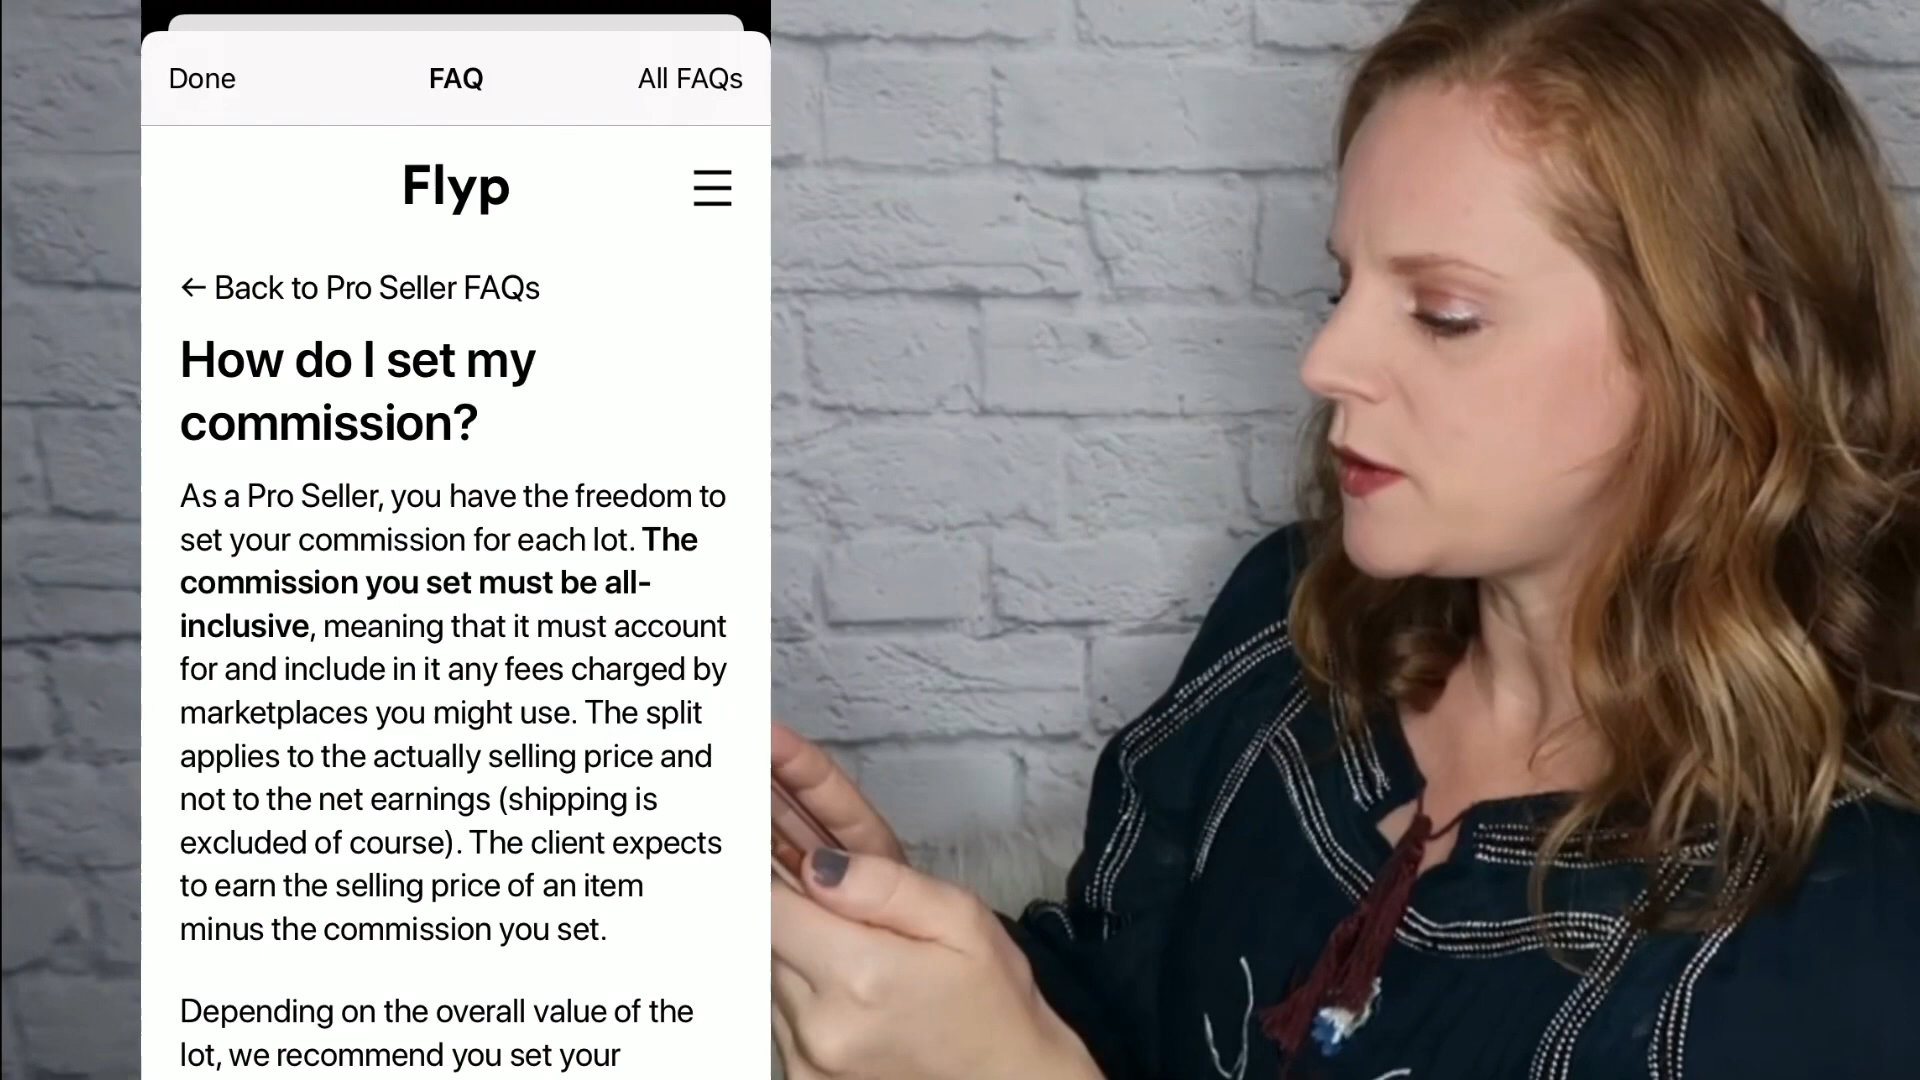 Done FAQ All FAQs
Flyp
← Back to Pro Seller FAQs
How do I set my
commission?
As a Pro Seller, you have the freedom to
set your commission for each lot. The
commission you set must be all-
inclusive, meaning that it must account
for and include in it any fees charged by
marketplaces you might use. The split
applies to the actually selling price and
not to the net earnings (shipping is
excluded of course). The client expects
to earn the selling price of an item
minus the commission you set.
Depending on the overall value of the
lot, we recommend you set your